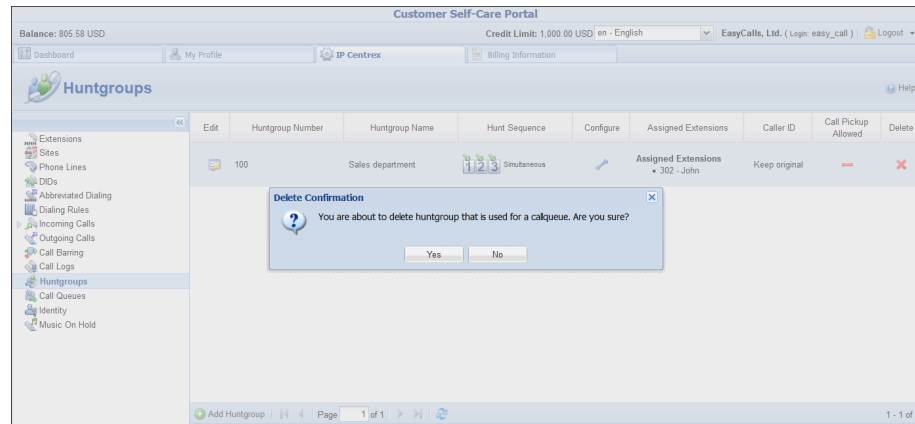 Customer Self-Care Portal
Balance: 805.58 USD Credit Limit: 1,000.00 USD en - English EasyCalls, Ltd. ( Login: easy_call ) Logout
Dashboard My Profile IP Centrex Billing Information
Huntgroups Help
Extensions
Sites
Phone Lines
DIDs
Abbreviated Dialing
Dialing Rules
Incoming Calls
Outgoing Calls
Call Barring
Call Logs
Huntgroups
Call Queues
Identity
Music On Hold
Edit Huntgroup Number Huntgroup Name Hunt Sequence Configure Assigned Extensions Caller ID Call Pickup Allowed Delete
100 Sales department 1 2 3 Simultaneous Assigned Extensions Keep original
• 302 - John
Delete Confirmation
You are about to delete huntgroup that is used for a callqueue. Are you sure?
Yes No
Add Huntgroup Page 1 of 1 1 - 1 of